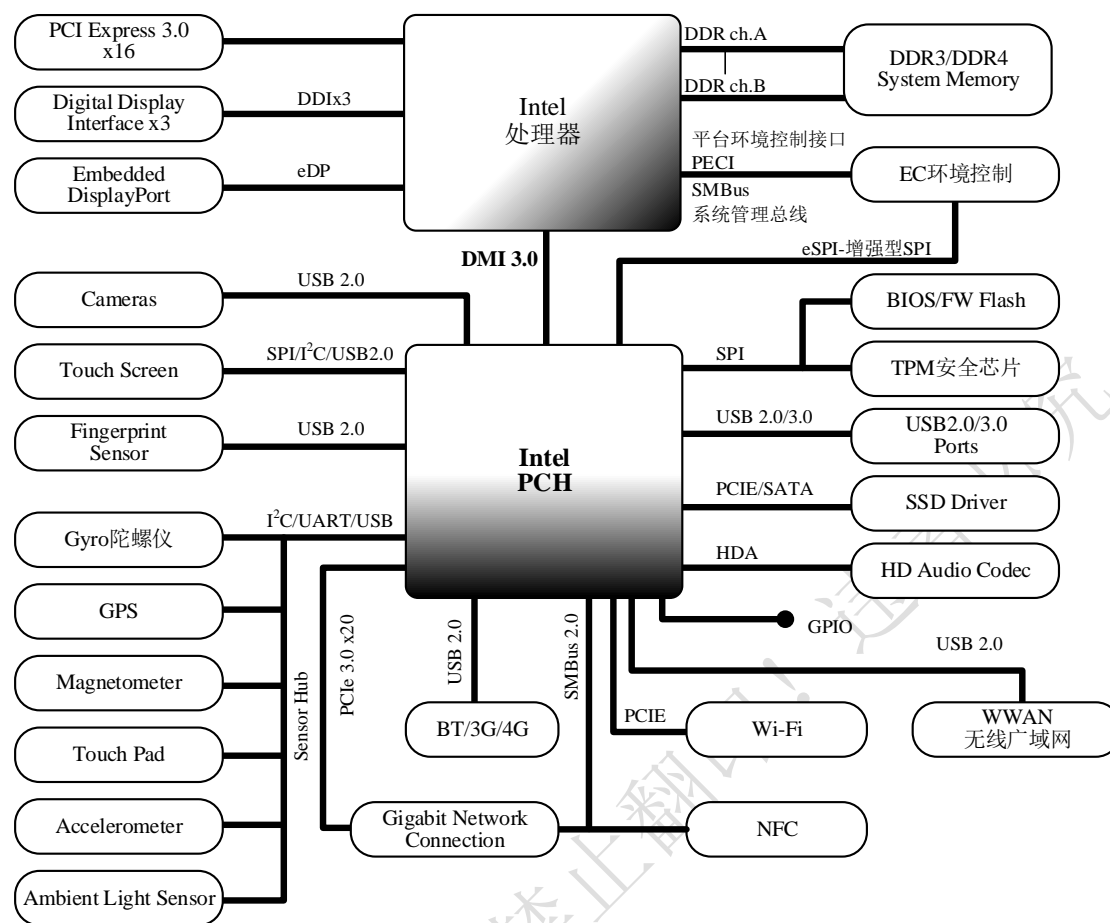 PCI Express 3.0
x16
DDR ch.A
DDR3/DDR4
System Memory
DDR ch.B
Digital Display
Interface x3
DDIx3
Intel
处理器
Embedded
DisplayPort
eDP
平台环境控制接口
PECI
SMBus
系统管理总线
EC环境控制
DMI 3.0
eSPI-增强型SPI
Cameras
USB 2.0
BIOS/FW Flash
Touch Screen
SPI/I²C/USB2.0
SPI
TPM安全芯片
Fingerprint
Sensor
USB 2.0
Intel
PCH
USB 2.0/3.0
USB2.0/3.0
Ports
PCIE/SATA
SSD Driver
Gyro陀螺仪
I²C/UART/USB
HDA
HD Audio Codec
GPS
GPIO
Magnetometer
Sensor Hub
PCIe 3.0 x20
USB 2.0
SMBus 2.0
USB 2.0
Touch Pad
BT/3G/4G
PCIE
Wi-Fi
WWAN
无线广域网
Accelerometer
Gigabit Network
Connection
NFC
Ambient Light Sensor
禁止翻印！违者必究